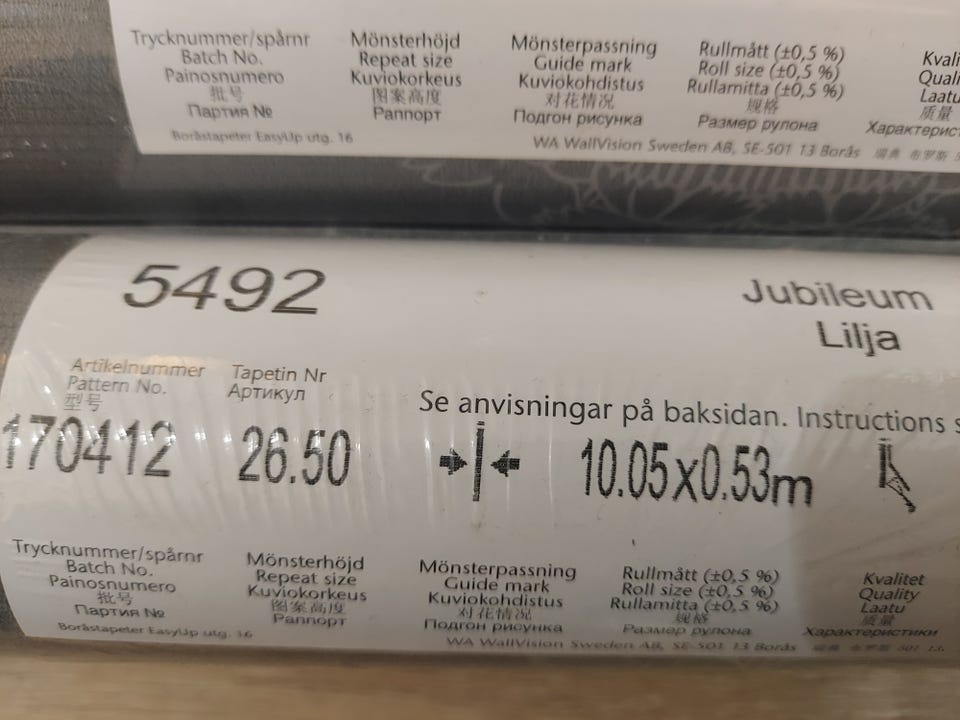 Trycknummer/spårnr Mönsterhöjd Mönsterpassning Rullmått (±0,5 %)
Batch No. Repeat size Guide mark Roll size (±0,5 %)
Painosnumero Kuviokorkeus Kuviokohdistus Rullamitta (±0,5 %)
批号 图案高度 对花情况 规格 质量
Партия № Раппорт Подгон рисунка Размер рулона
Boråstapeter EasyUp utg. 16 WA WallVision Sweden AB, SE-501 13 Borås 瑞典 布罗斯
5492 Jubileum
Lilja
Artikelnummer Tapetin Nr
Pattern No. Артикул
型号
Se anvisningar på baksidan. Instructions
170412 26.50 10.05x0.53m
Trycknummer/spårnr Mönsterhöjd Mönsterpassning Rullmått (±0,5 %) Kvalitet
Batch No. Repeat size Guide mark Roll size (±0,5 %) Quality
Painosnumero Kuviokorkeus Kuviokohdistus Rullamitta (±0,5 %) Laatu
批号 图案高度 对花情况 规格 质量
Партия № Раппорт Подгон рисунка Размер рулона Характеристики
Boråstapeter EasyUp utg. 16 WA WallVision Sweden AB, SE-501 13 Borås